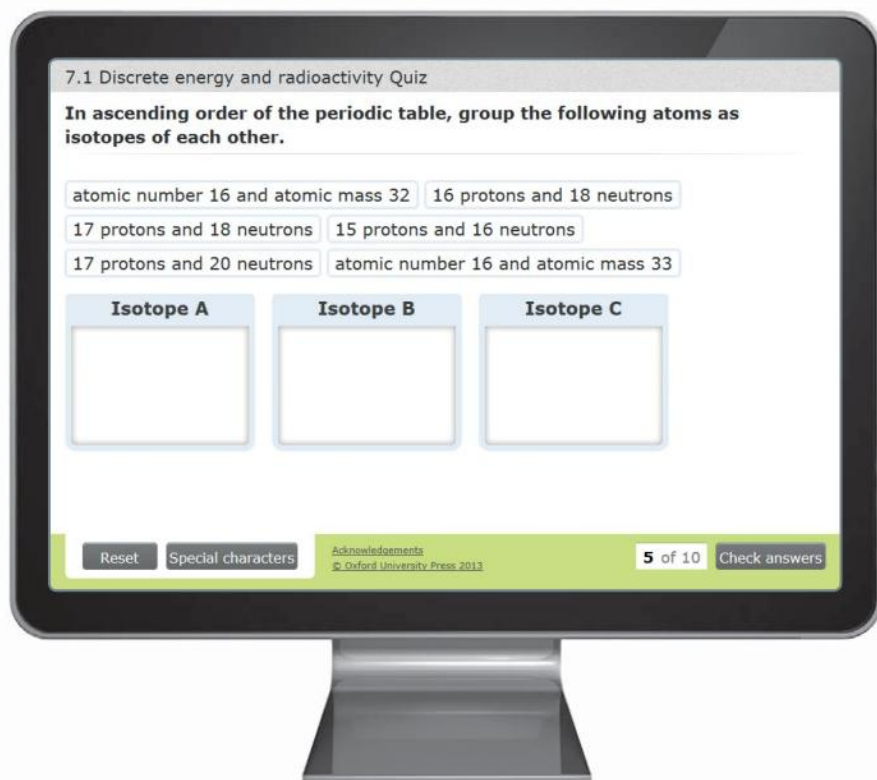 7.1 Discrete energy and radioactivity Quiz
In ascending order of the periodic table, group the following atoms as
isotopes of each other.
atomic number 16 and atomic mass 32 16 protons and 18 neutrons
17 protons and 18 neutrons 15 protons and 16 neutrons
17 protons and 20 neutrons atomic number 16 and atomic mass 33
Isotope A Isotope B Isotope C
Reset Special characters Acknowledgements 5 of 10 Check answers
© Oxford University Press 2013